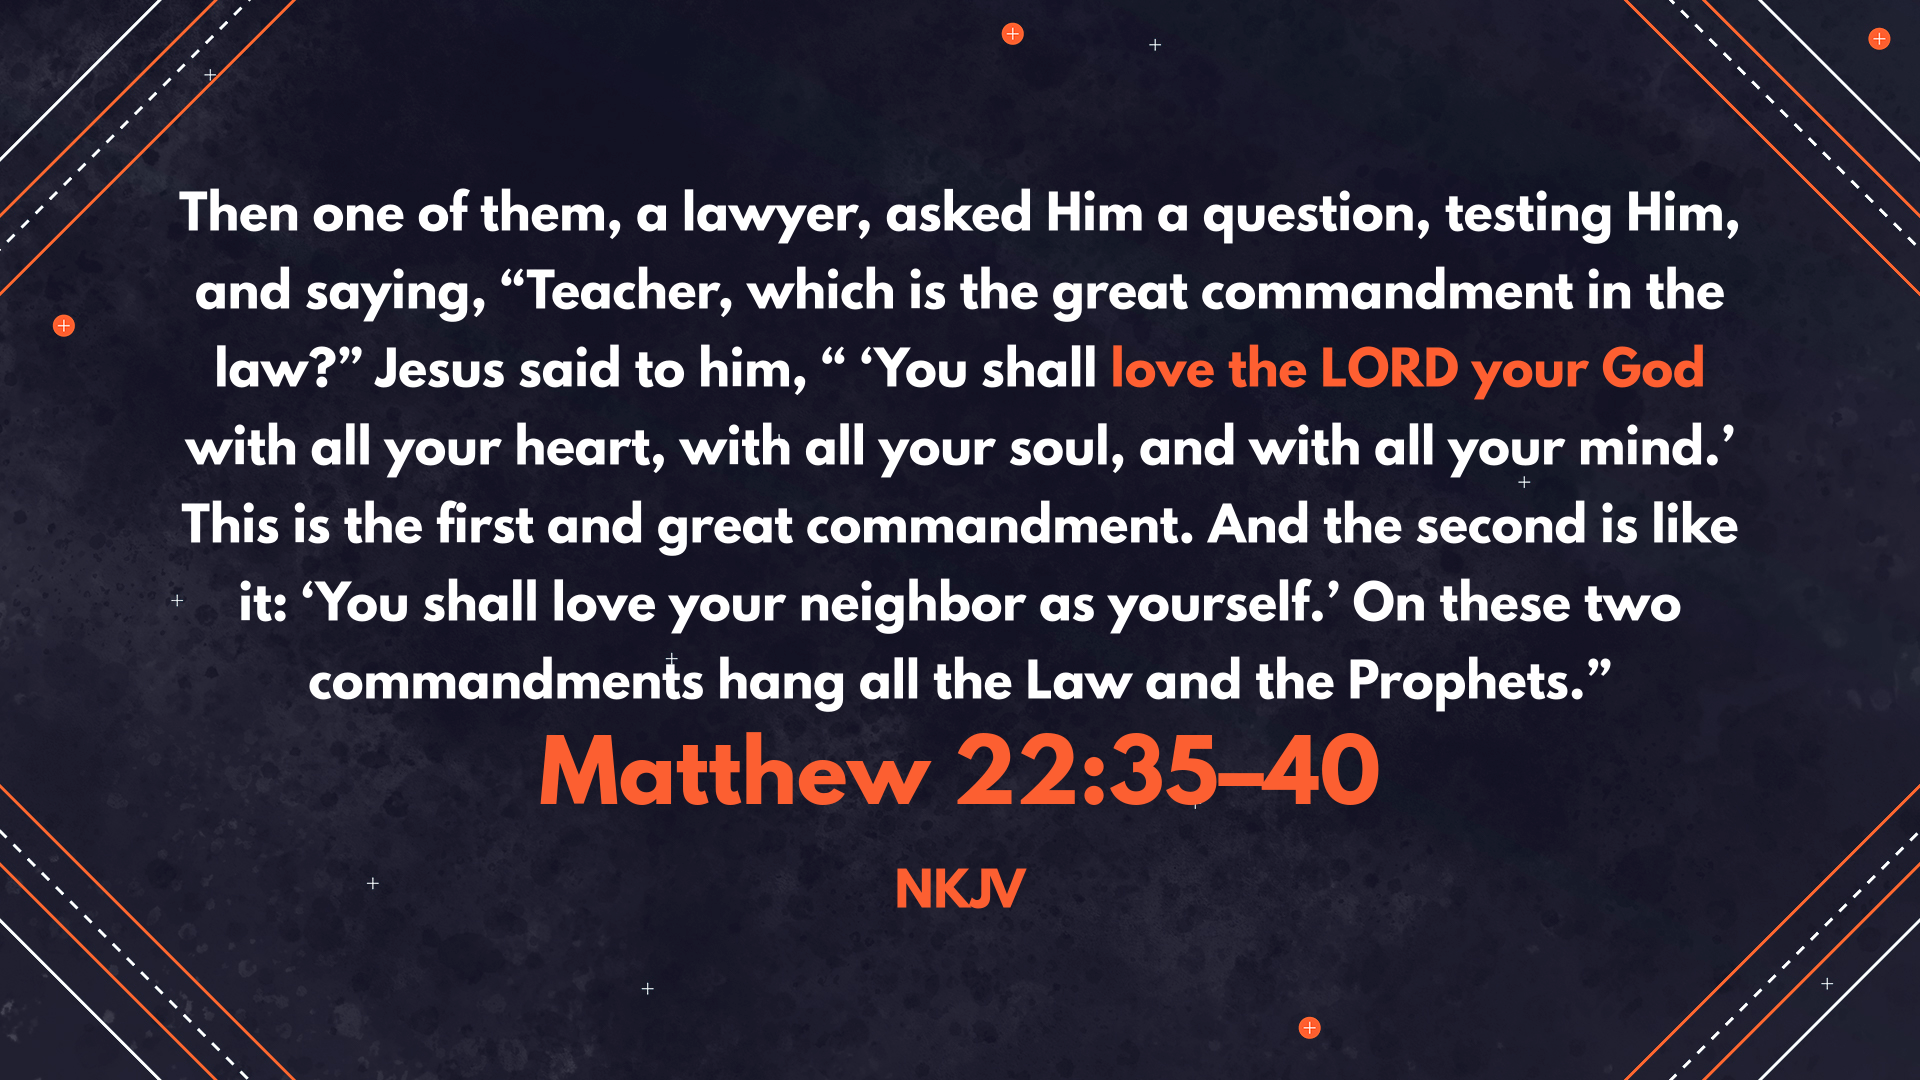 Then one of them, a lawyer, asked Him a question, testing Him,
and saying, “Teacher, which is the great commandment in the
law?” Jesus said to him, “ ‘You shall love the LORD your God
with all your heart, with all your soul, and with all your mind.’
This is the first and great commandment. And the second is like
it: ‘You shall love your neighbor as yourself.’ On these two
commandments hang all the Law and the Prophets.”
Matthew 22:35–40
NKJV